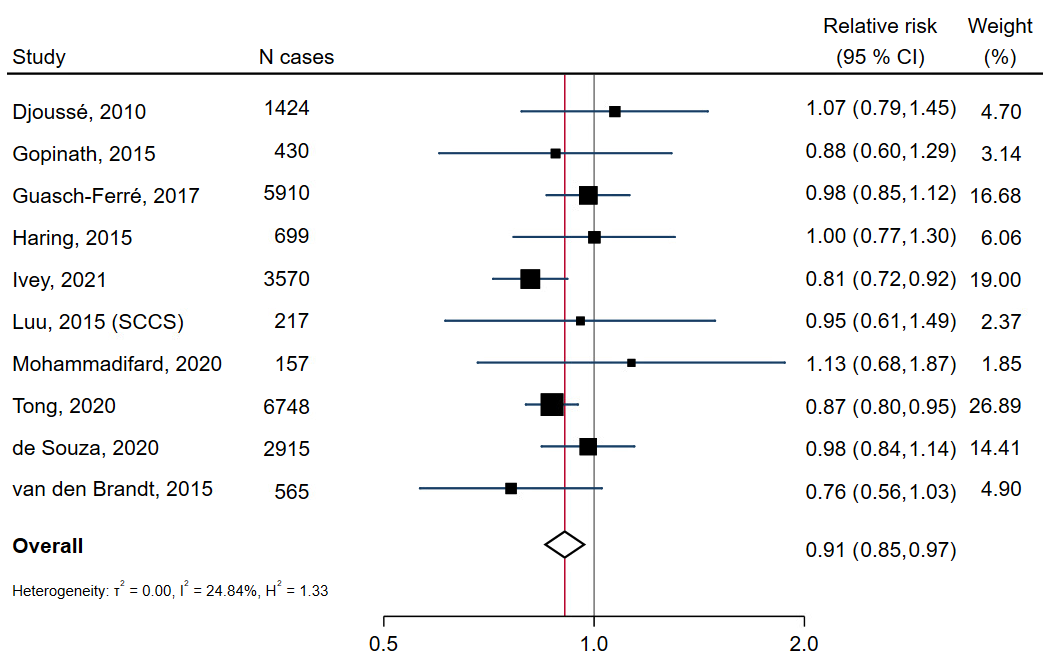 Relative risk Weight
Study N cases (95 % CI) (%)
Djoussé, 2010 1424 1.07 (0.79,1.45) 4.70
Gopinath, 2015 430 0.88 (0.60,1.29) 3.14
Guasch-Ferré, 2017 5910 0.98 (0.85,1.12) 16.68
Haring, 2015 699 1.00 (0.77,1.30) 6.06
Ivey, 2021 3570 0.81 (0.72,0.92) 19.00
Luu, 2015 (SCCS) 217 0.95 (0.61,1.49) 2.37
Mohammadifard, 2020 157 1.13 (0.68,1.87) 1.85
Tong, 2020 6748 0.87 (0.80,0.95) 26.89
de Souza, 2020 2915 0.98 (0.84,1.14) 14.41
van den Brandt, 2015 565 0.76 (0.56,1.03) 4.90
Overall 0.91 (0.85,0.97)
Heterogeneity: τ² = 0.00, I² = 24.84%, H² = 1.33
0.5 1.0 2.0